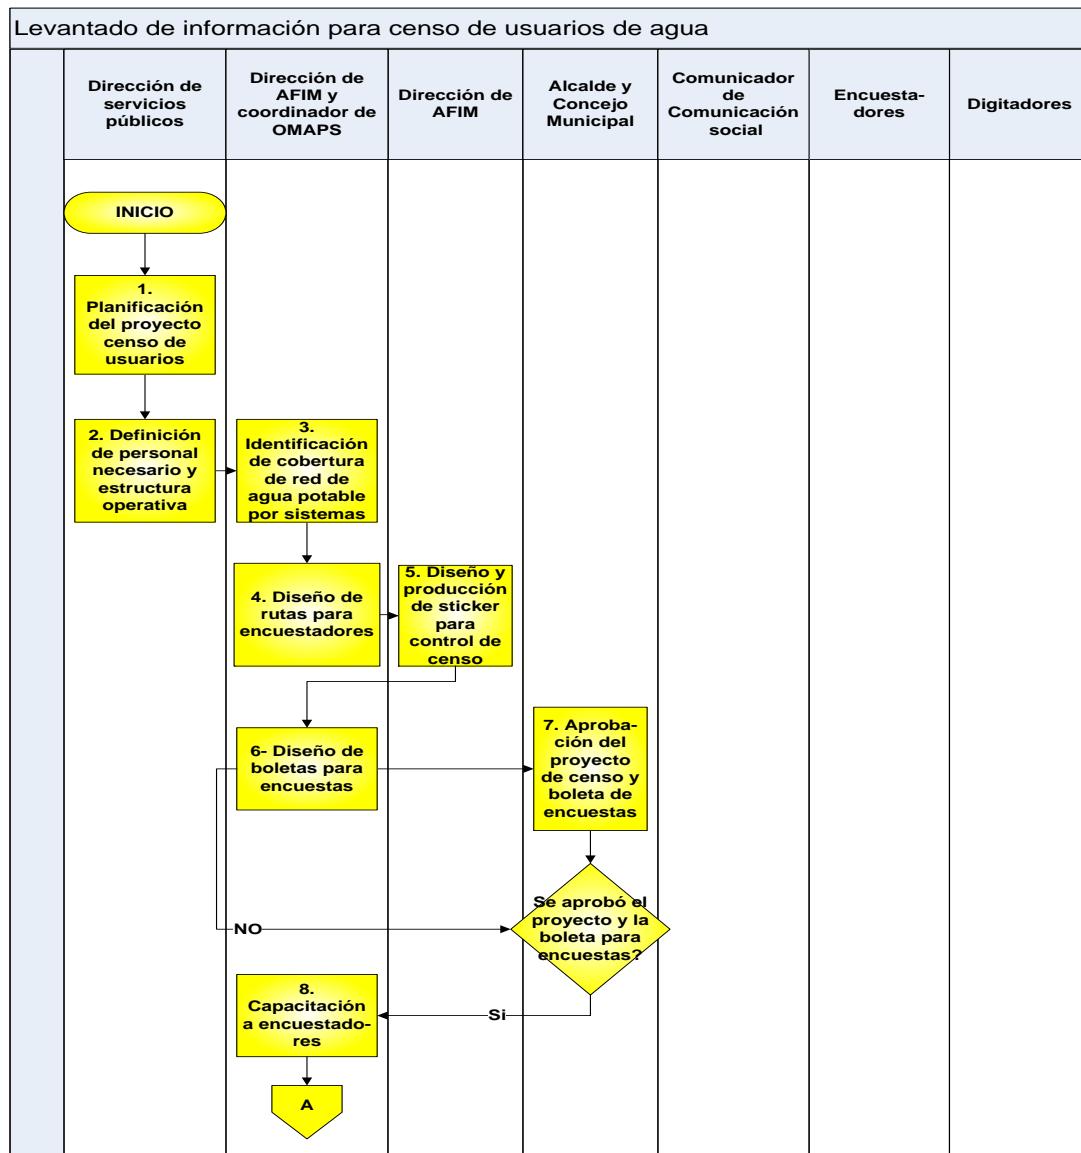 Levantado de información para censo de usuarios de agua
Dirección de
servicios
públicos
Dirección de
AFIM y
coordinador de
OMAPS
Dirección de
AFIM
Alcalde y
Concejo
Municipal
Comunicador
de
Comunicación
social
Encuesta-
dores
Digitadores
INICIO
1.
Planificación
del proyecto
censo de
usuarios
2. Definición
de personal
necesario y
estructura
operativa
3.
Identificación
de cobertura
de red de
agua potable
por sistemas
4. Diseño de
rutas para
encuestadores
5. Diseño y
producción
de sticker
para
control de
censo
6- Diseño de
boletas para
encuestas
7. Aproba-
ción del
proyecto
de censo y
boleta de
encuestas
Se aprobó el
proyecto y la
boleta para
encuestas?
NO
Si
8.
Capacitación
a encuestado-
res
A